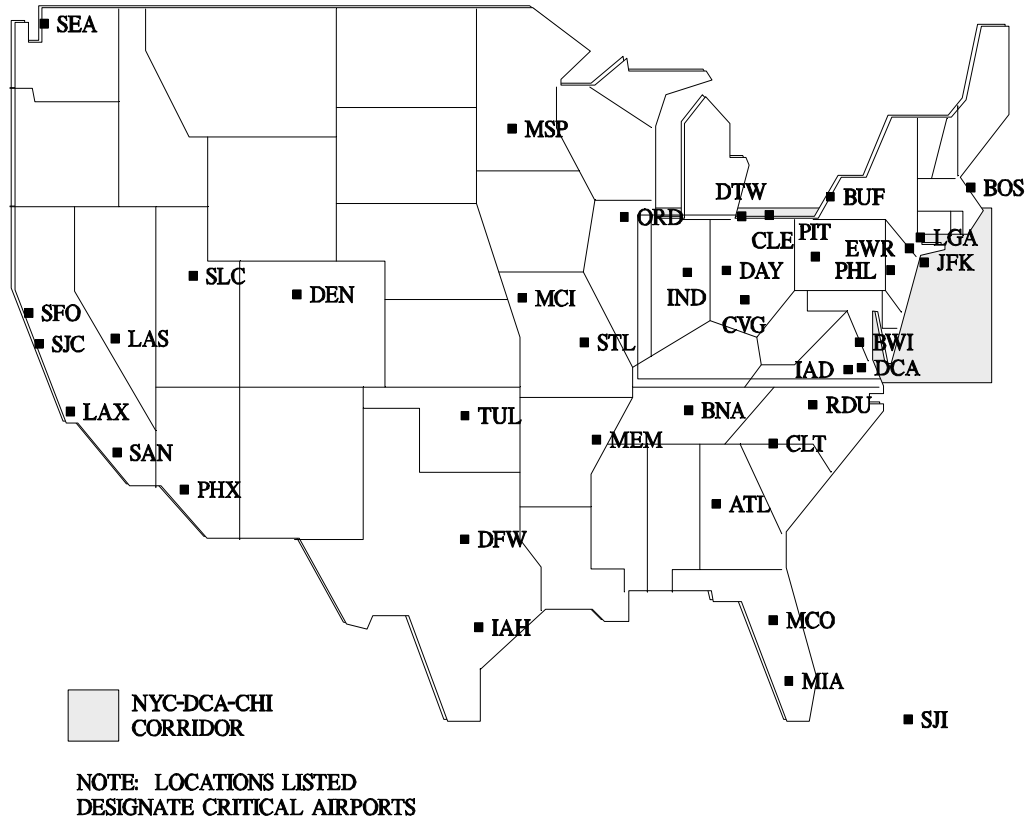 SEA
MSP
BOS
DTW
BUF
ORD
CLE
PIT
LGA
EWR
JFK
SLC
DAY
PHL
DEN
IND
MCI
SFO
CVG
SJC
LAS
STL
BWI
IAD
DCA
LAX
TUL
BNA
RDU
SAN
MEM
CLT
PHX
ATL
DFW
IAH
MCO
MIA
SJI
NYC-DCA-CHI
CORRIDOR
NOTE: LOCATIONS LISTED
DESIGNATE CRITICAL AIRPORTS